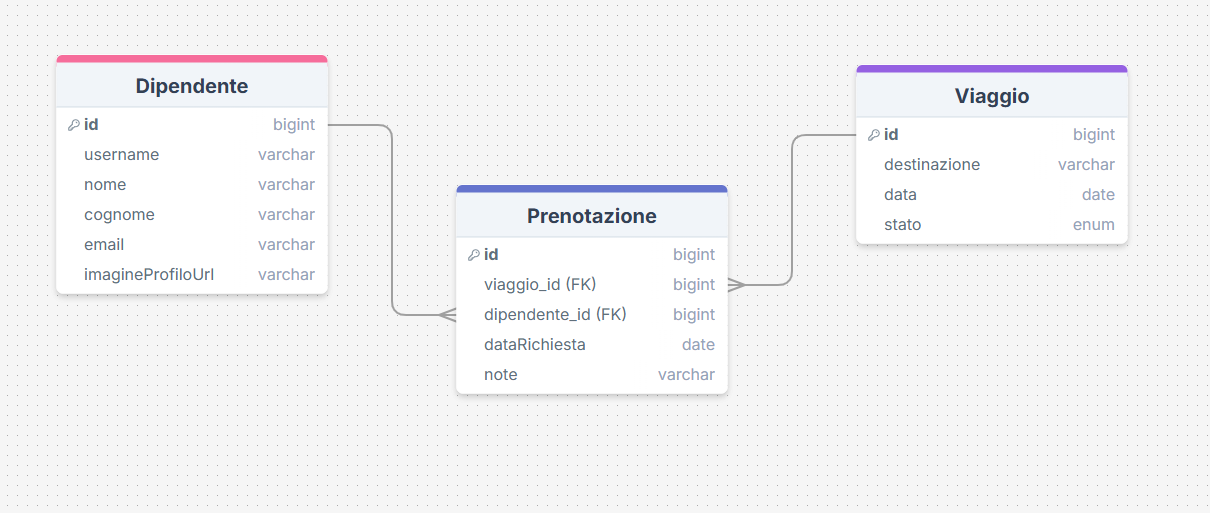 Dipendente
id bigint
username varchar
nome varchar
cognome varchar
email varchar
imagineProfiloUrl varchar
Prenotazione
id bigint
viaggio_id (FK) bigint
dipendente_id (FK) bigint
dataRichiesta date
note varchar
Viaggio
id bigint
destinazione varchar
data date
stato enum